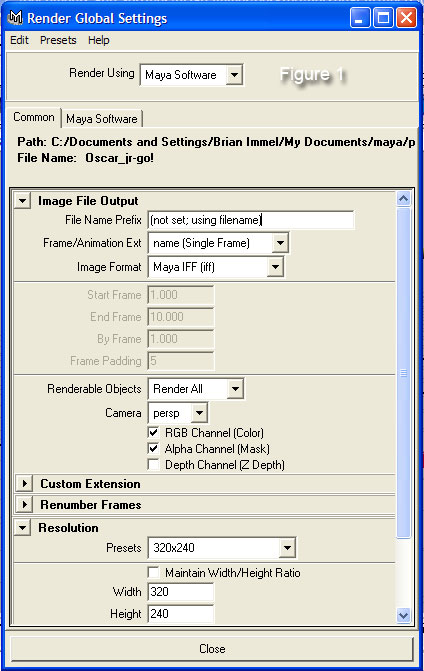 Render Global Settings
Edit Presets Help
Render Using Maya Software Figure 1
Common Maya Software
Path: C:/Documents and Settings/Brian Immel/My Documents/maya/p
File Name: Oscar_jr-go!
Image File Output
File Name Prefix (not set; using filename)
Frame/Animation Ext name (Single Frame)
Image Format Maya IFF (iff)
Start Frame 1.000
End Frame 10.000
By Frame 1.000
Frame Padding 5
Renderable Objects Render All
Camera persp
RGB Channel (Color)
Alpha Channel (Mask)
Depth Channel (Z Depth)
Custom Extension
Renumber Frames
Resolution
Presets 320x240
Maintain Width/Height Ratio
Width 320
Height 240
Close